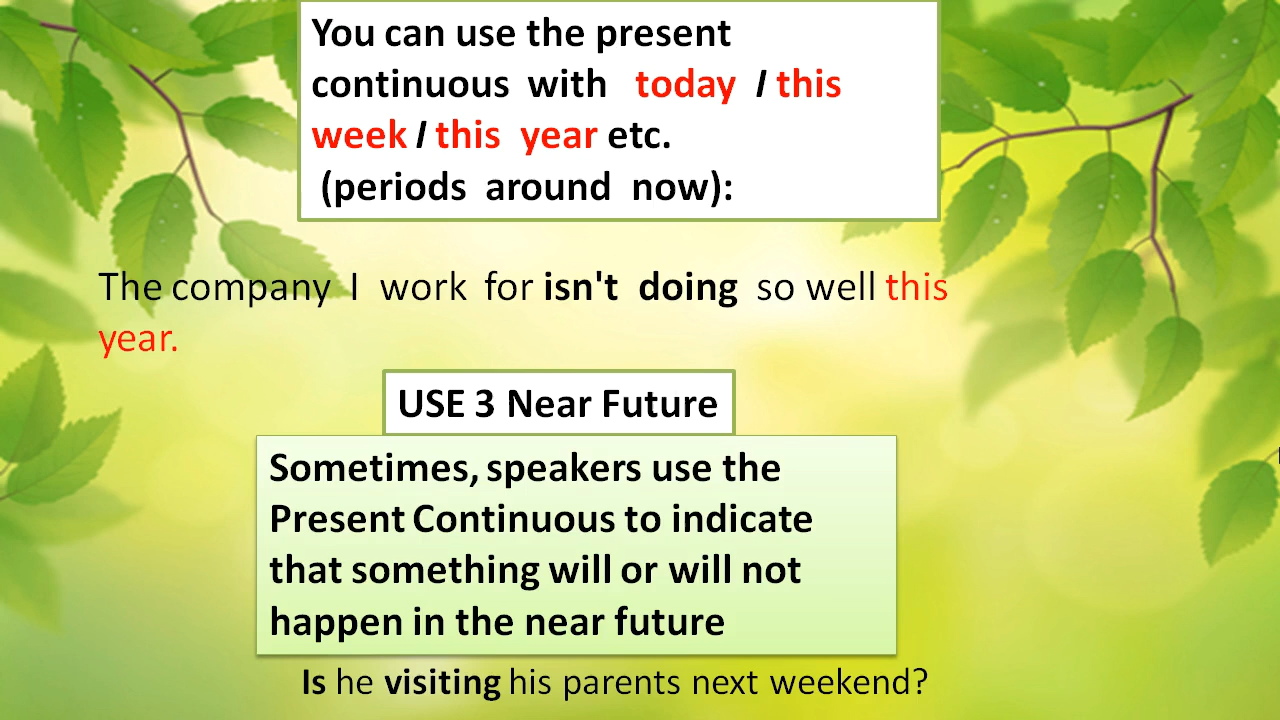 You can use the present
continuous with today / this
week / this year etc.
(periods around now):
The company I work for isn't doing so well this
year.
USE 3 Near Future
Sometimes, speakers use the
Present Continuous to indicate
that something will or will not
happen in the near future
Is he visiting his parents next weekend?